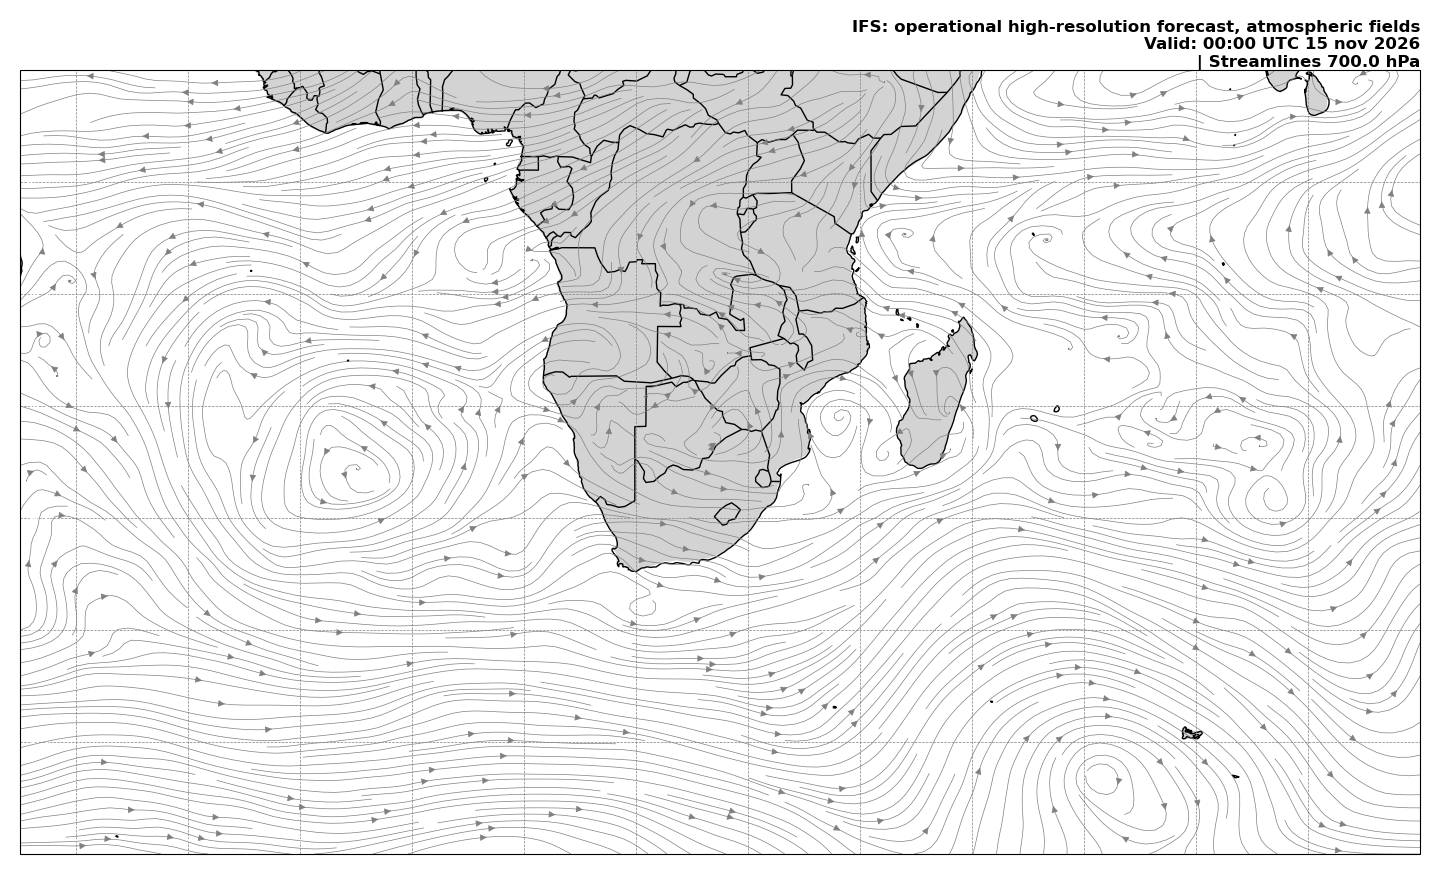 IFS: operational high-resolution forecast, atmospheric fields
Valid: 00:00 UTC 15 nov 2026
| Streamlines 700.0 hPa